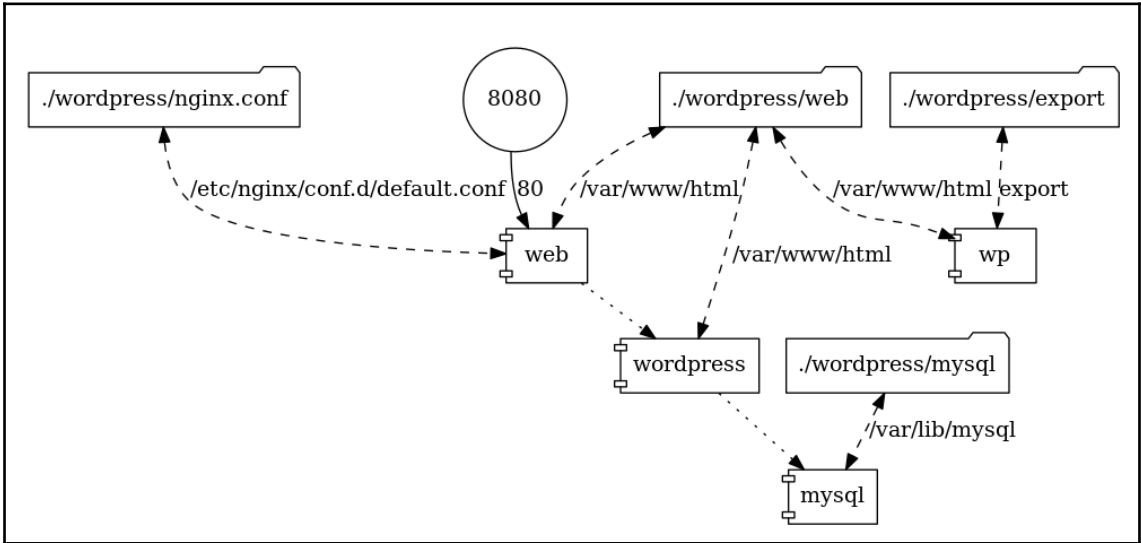 ./wordpress/nginx.conf
8080
./wordpress/web
./wordpress/export
/etc/nginx/conf.d/default.conf
80
/var/www/html
/var/www/html
export
web
/var/www/html
wp
wordpress
./wordpress/mysql
/var/lib/mysql
mysql